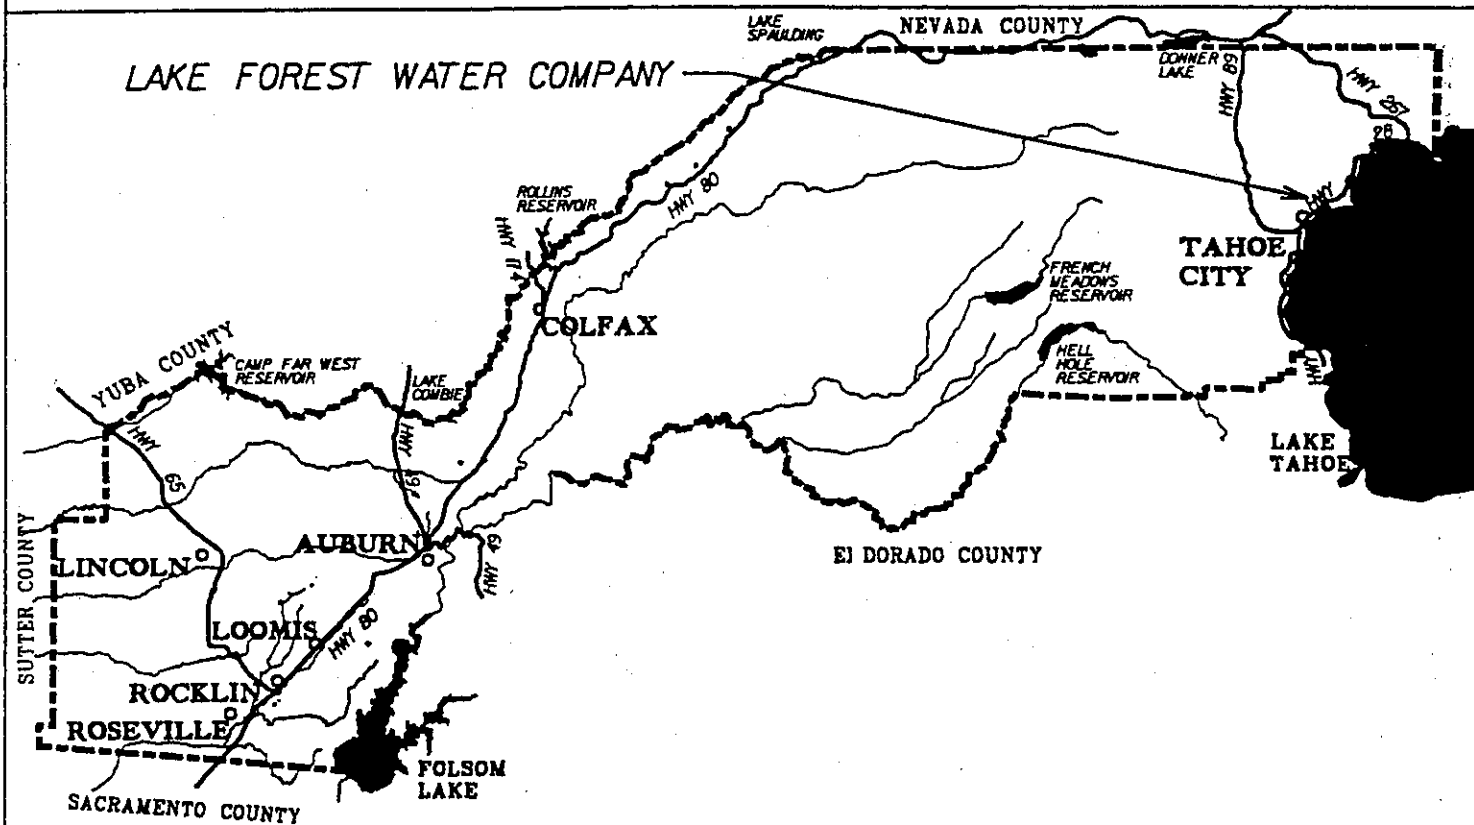 LAKE
SPAULDING
NEVADA COUNTY
LAKE FOREST WATER COMPANY
DONNER
LAKE
HWY 89
HWY 267
28
HWY
ROLLINS
RESERVOIR
HWY 80
HWY 174
TAHOE
CITY
FRENCH
MEADOWS
RESERVOIR
COLFAX
YUBA COUNTY
CAMP FAR WEST
RESERVOIR
LAKE
COMBIE
HELL
HOLE
RESERVOIR
HWY
HWY
65
HWY 49
LAKE
TAHOE
SUTTER COUNTY
AUBURN
HWY 49
El DORADO COUNTY
LINCOLN
LOOMIS
HWY 80
ROCKLIN
ROSEVILLE
FOLSOM
LAKE
SACRAMENTO COUNTY